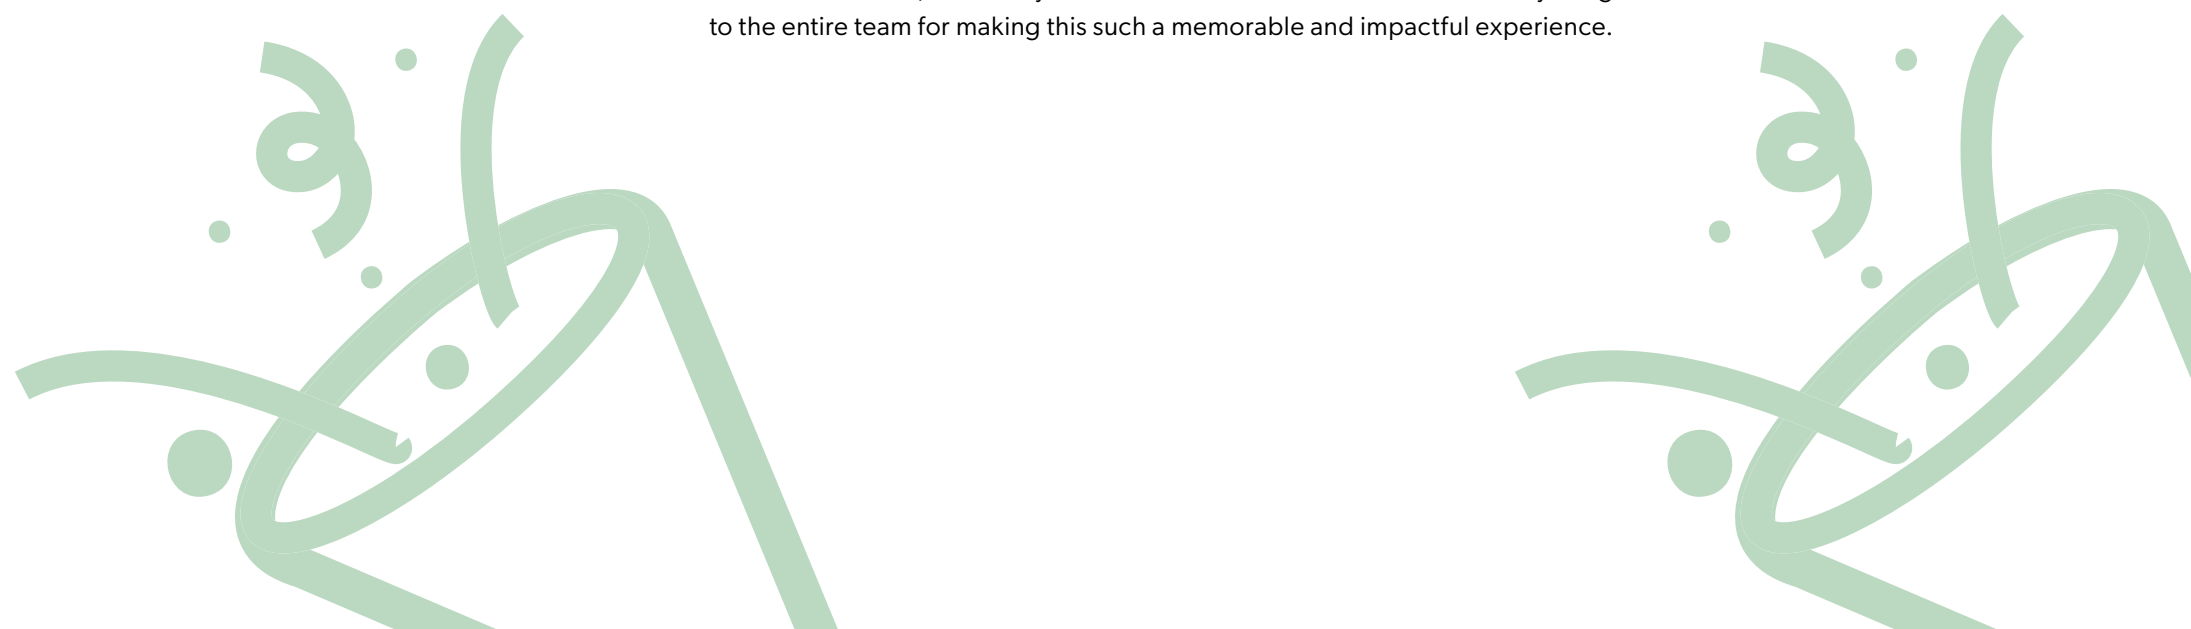 to the entire team for making this such a memorable and impactful experience.